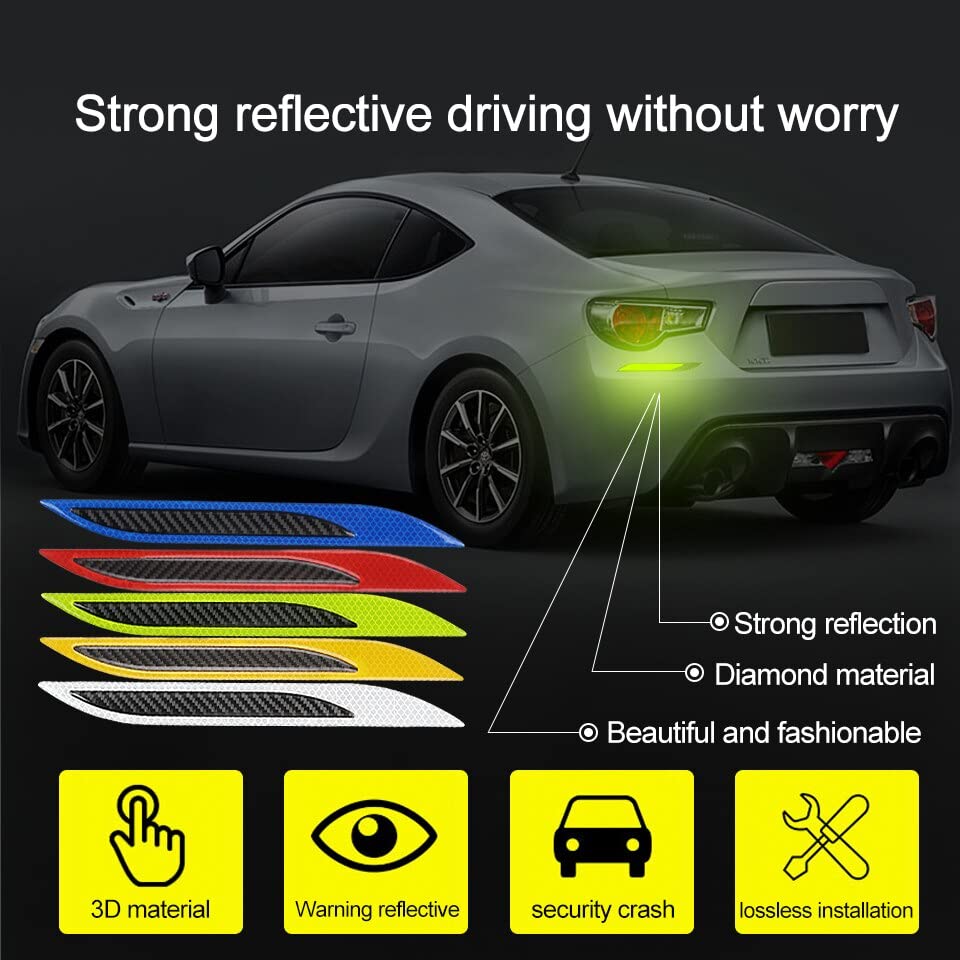 Strong reflective driving without worry
Strong reflection
Diamond material
Beautiful and fashionable
3D material
Warning reflective
security crash
lossless installation